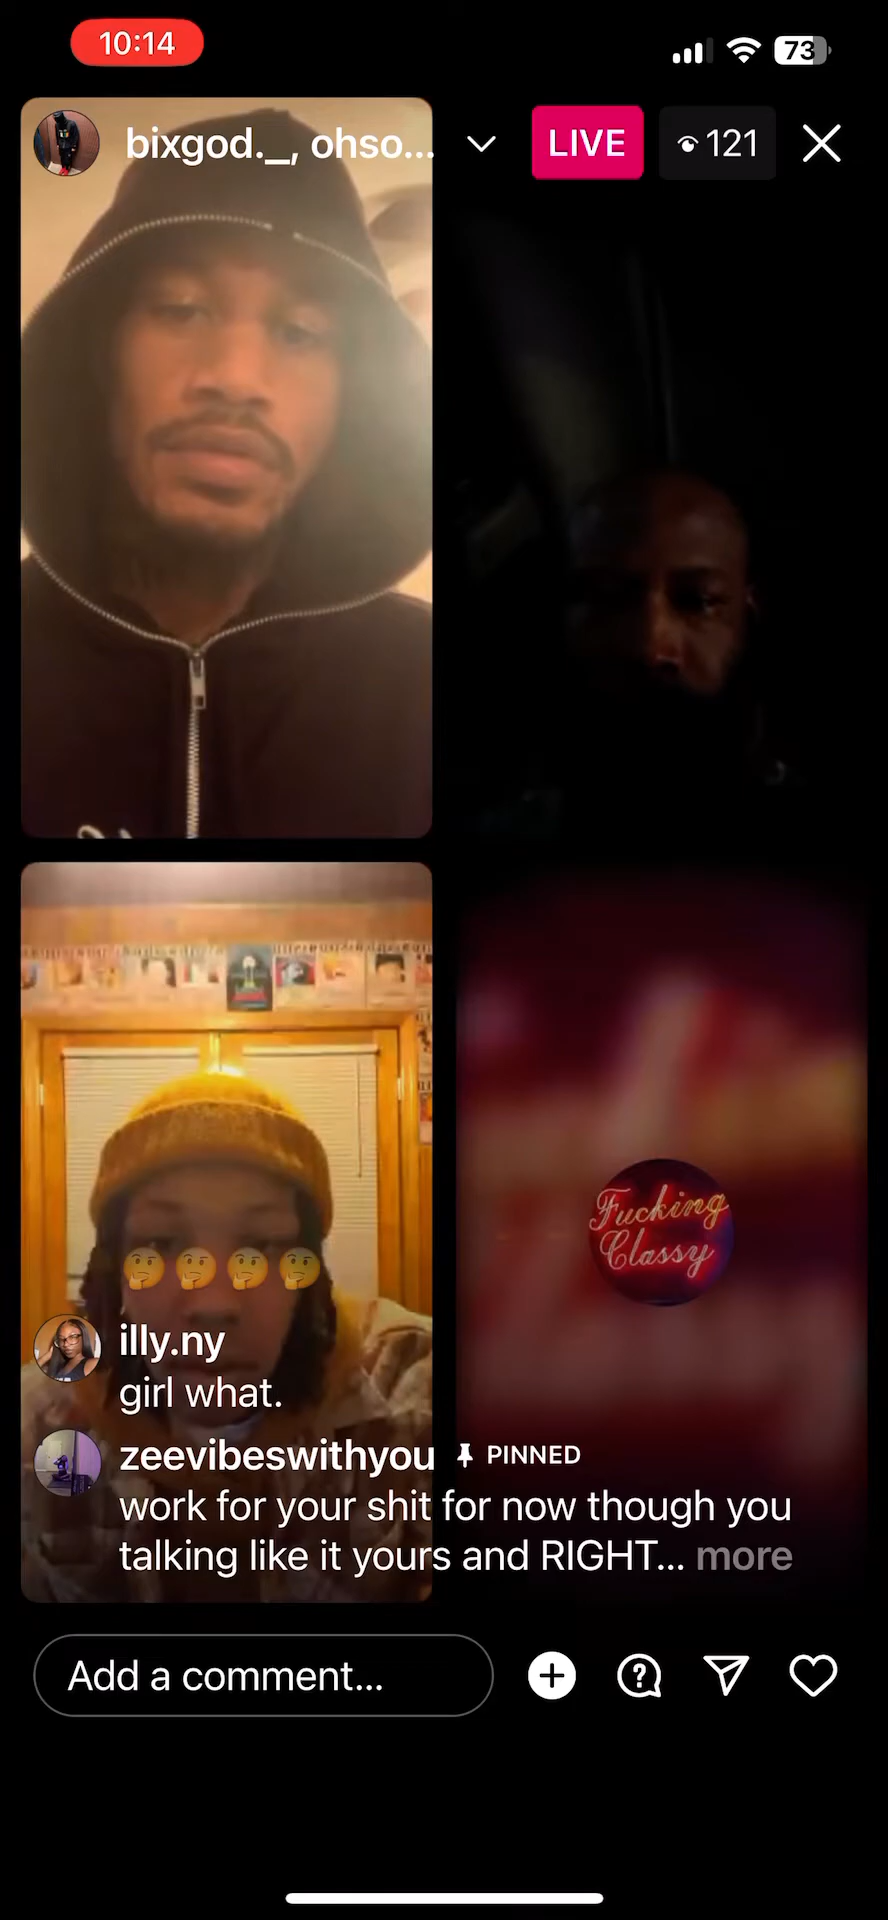 10:14
73
bixgod._, ohso...
LIVE
121
Fucking
Classy
🤔🤔🤔🤔
illy.ny
girl what.
zeevibeswithyou PINNED
work for your shit for now though you
talking like it yours and RIGHT... more
Add a comment...